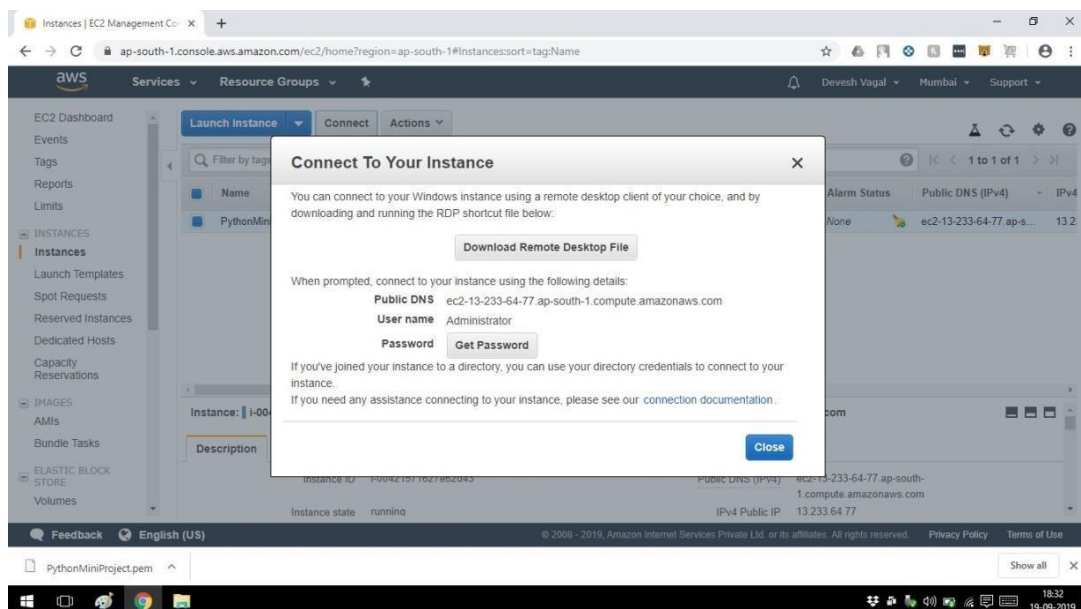 Instances | EC2 Management Co
ap-south-1.console.aws.amazon.com/ec2/home?region=ap-south-1#Instances:sort=tag:Name
aws Services Resource Groups Devesh Vagal Mumbai Support
EC2 Dashboard
Events
Tags
Reports
Limits
INSTANCES
Instances
Launch Templates
Spot Requests
Reserved Instances
Dedicated Hosts
Capacity
Reservations
IMAGES
AMIs
Bundle Tasks
ELASTIC BLOCK
STORE
Volumes
Launch Instance Connect Actions
Filter by tags 1 to 1 of 1
Name Alarm Status Public DNS (IPv4) IPv4
PythonMin None ec2-13-233-64-77.ap-s... 13.2
Connect To Your Instance
You can connect to your Windows instance using a remote desktop client of your choice, and by
downloading and running the RDP shortcut file below:
Download Remote Desktop File
When prompted, connect to your instance using the following details:
Public DNS ec2-13-233-64-77.ap-south-1.compute.amazonaws.com
User name Administrator
Password Get Password
If you've joined your instance to a directory, you can use your directory credentials to connect to your
instance.
If you need any assistance connecting to your instance, please see our connection documentation.
Close
Instance: i-004 com
Description
Instance ID Public DNS (IPv4) ec2-13-233-64-77.ap-south-
1.compute.amazonaws.com
Instance state running IPv4 Public IP 13.233.64.77
Feedback English (US) © 2008 - 2019, Amazon Internet Services Private Ltd. or its affiliates. All rights reserved. Privacy Policy Terms of Use
PythonMiniProject.pem Show all
18:32
19-09-2019